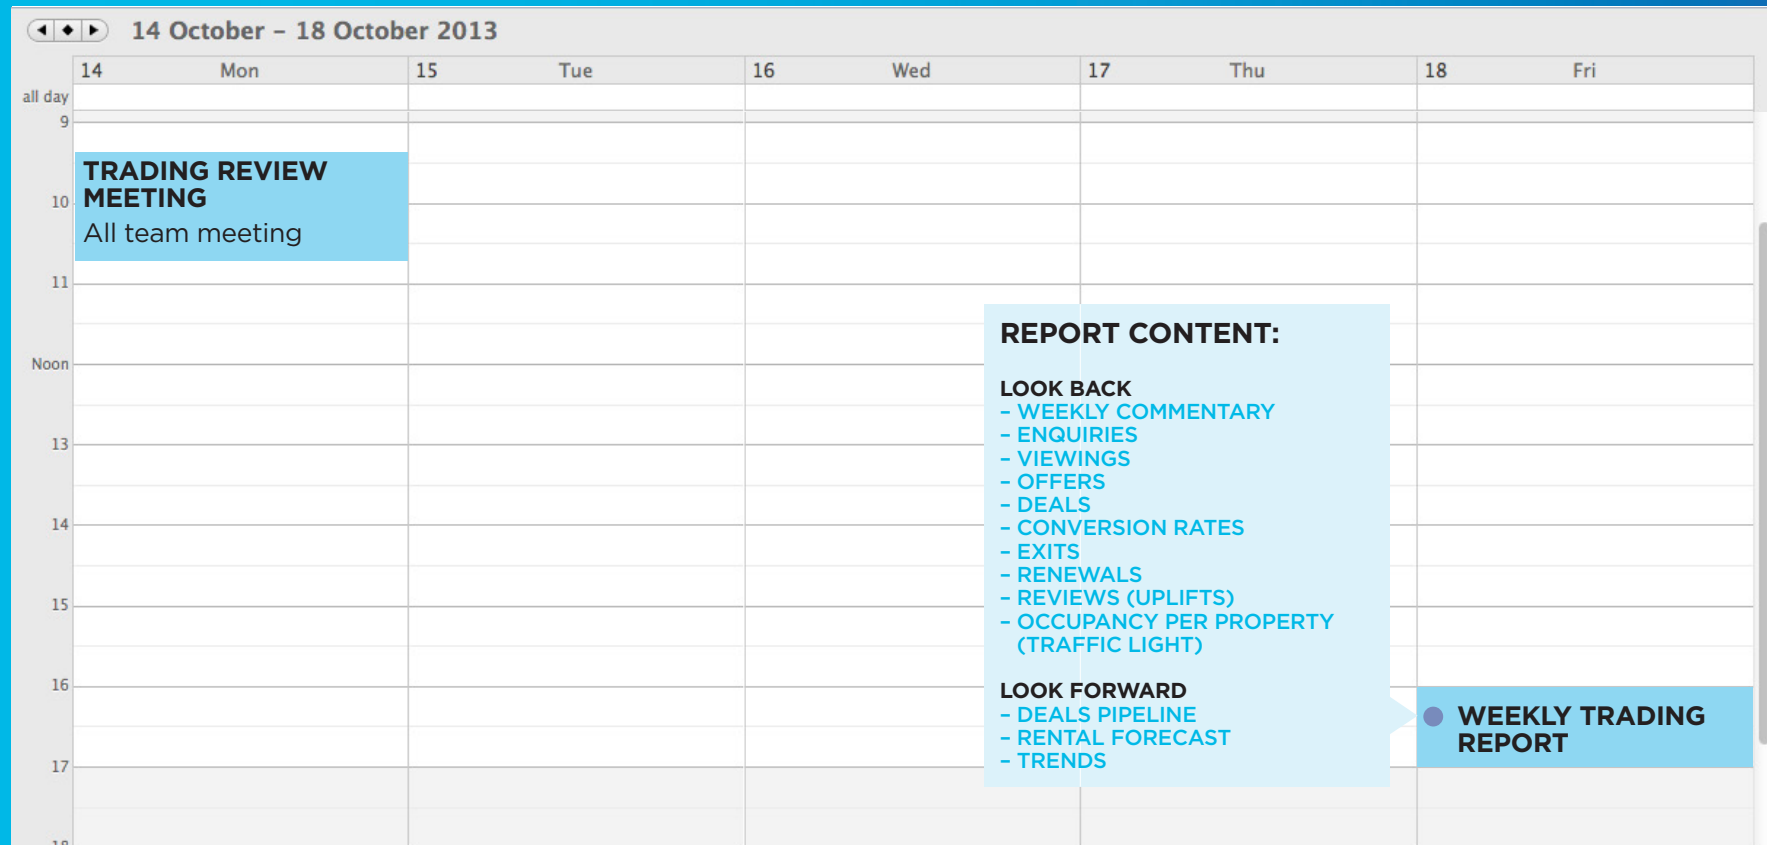 14 October – 18 October 2013
14 Mon 15 Tue 16 Wed 17 Thu 18 Fri
all day
9
TRADING REVIEW
MEETING
All team meeting
10
11
Noon
13
14
15
16
17
18
REPORT CONTENT:
LOOK BACK
– WEEKLY COMMENTARY
– ENQUIRIES
– VIEWINGS
– OFFERS
– DEALS
– CONVERSION RATES
– EXITS
– RENEWALS
– REVIEWS (UPLIFTS)
– OCCUPANCY PER PROPERTY
(TRAFFIC LIGHT)
LOOK FORWARD
– DEALS PIPELINE
– RENTAL FORECAST
– TRENDS
WEEKLY TRADING
REPORT